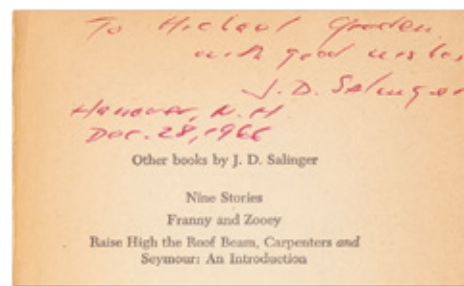 To Michael
with good wishes
J. D. Salinger
Hanover, N.H
Dec. 28, 1966
Other books by J. D. Salinger
Nine Stories
Franny and Zooey
Raise High the Roof Beam, Carpenters and
Seymour: An Introduction